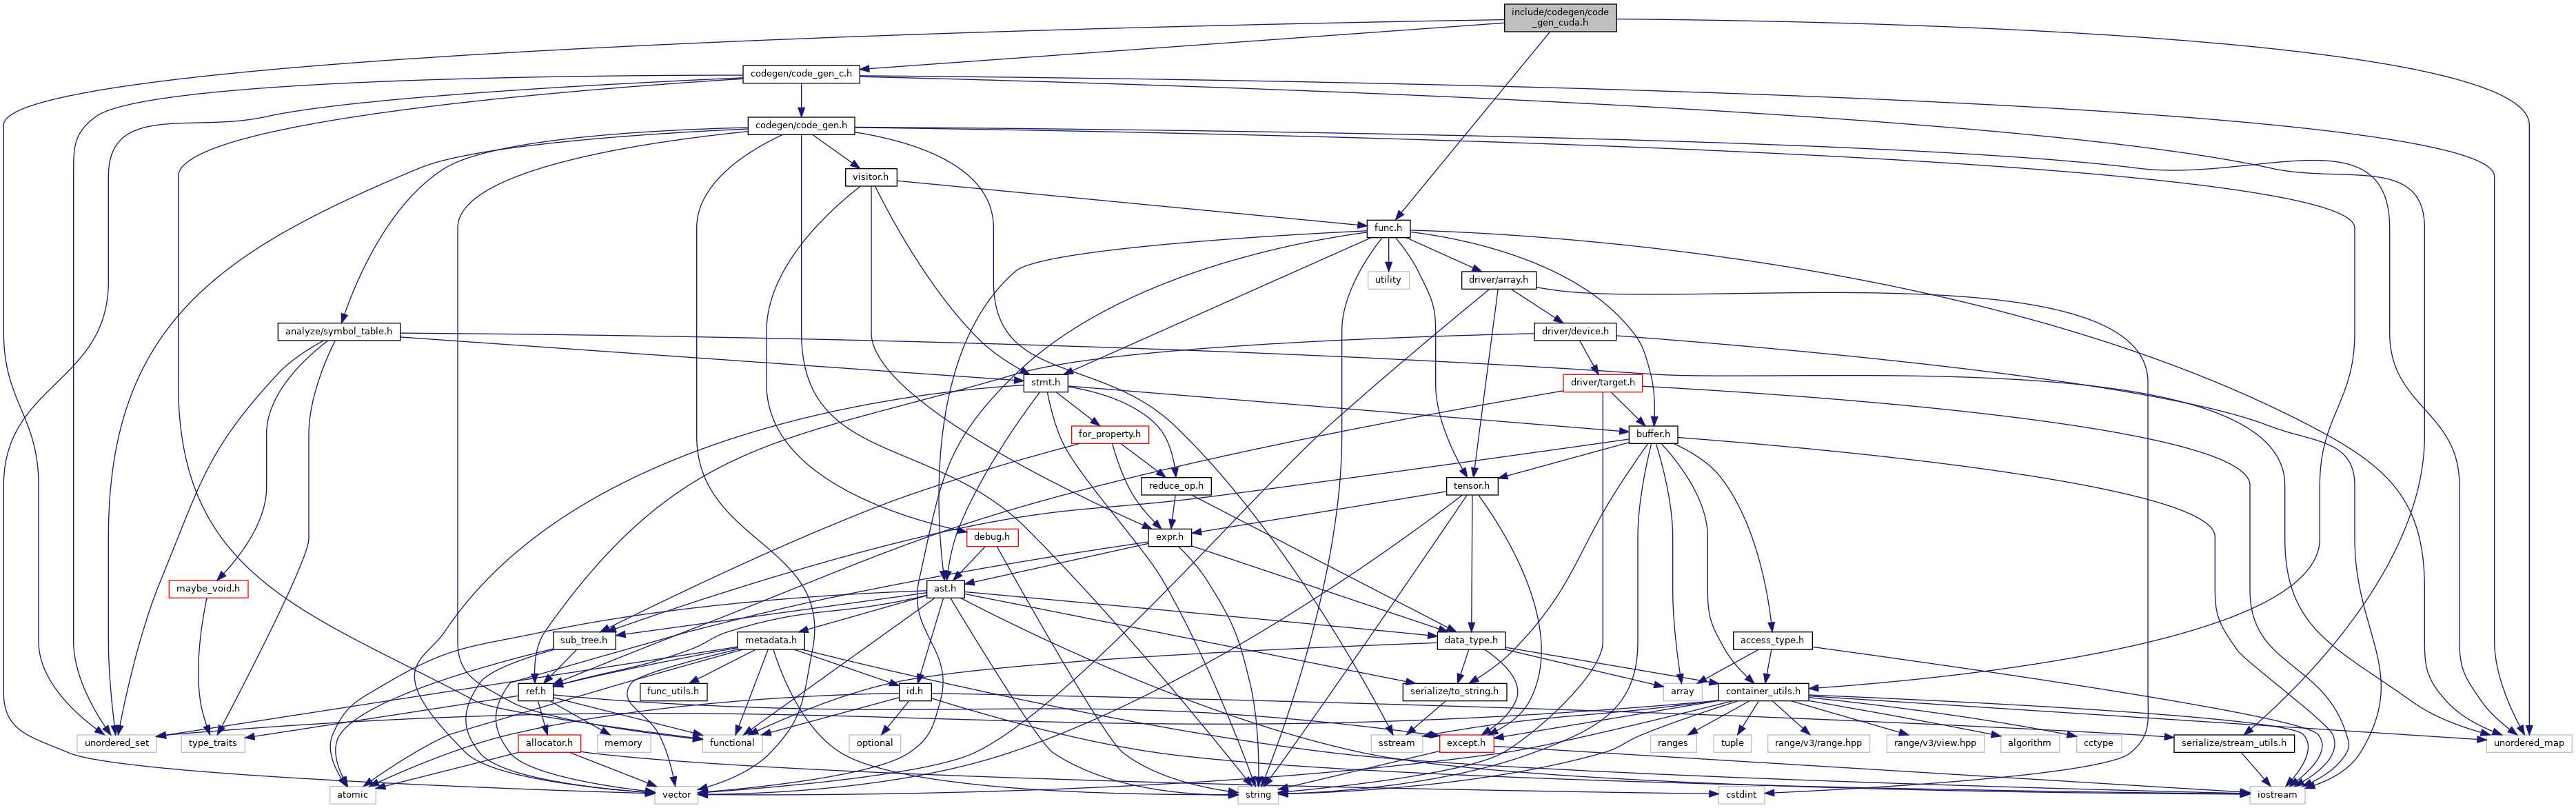 include/codegen/code
_gen_cuda.h
codegen/code_gen_c.h
codegen/code_gen.h
visitor.h
func.h
utility
driver/array.h
analyze/symbol_table.h
driver/device.h
stmt.h
driver/target.h
for_property.h
buffer.h
reduce_op.h
tensor.h
debug.h
expr.h
maybe_void.h
ast.h
sub_tree.h
metadata.h
data_type.h
access_type.h
ref.h
func_utils.h
id.h
serialize/to_string.h
array
container_utils.h
unordered_set
type_traits
allocator.h
memory
functional
optional
sstream
except.h
ranges
tuple
range/v3/range.hpp
range/v3/view.hpp
algorithm
cctype
serialize/stream_utils.h
unordered_map
atomic
vector
string
cstdint
iostream